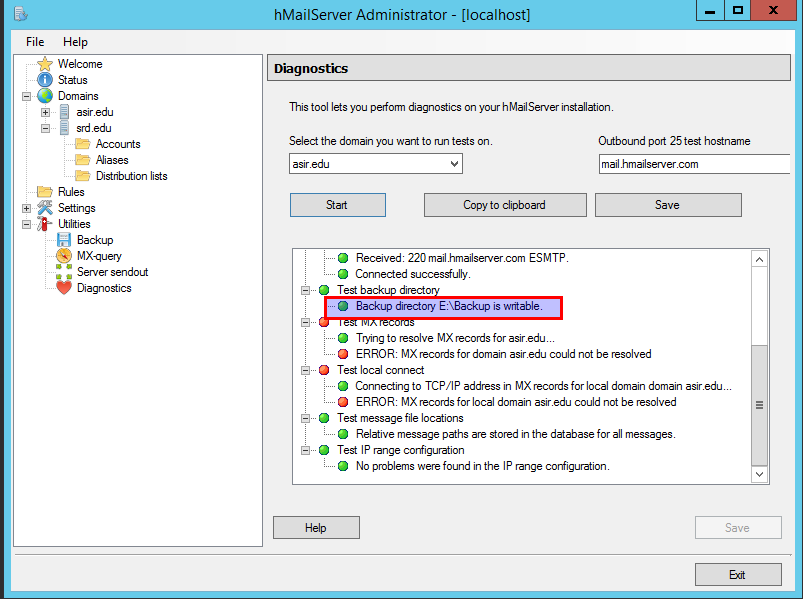 hMailServer Administrator - [localhost]
File Help
Welcome
Status
Domains
asir.edu
srd.edu
Accounts
Aliases
Distribution lists
Rules
Settings
Utilities
Backup
MX-query
Server sendout
Diagnostics
Diagnostics
This tool lets you perform diagnostics on your hMailServer installation.
Select the domain you want to run tests on.
Outbound port 25 test hostname
asir.edu
mail.hmailserver.com
Start
Copy to clipboard
Save
Received: 220 mail.hmailserver.com ESMTP.
Connected successfully.
Test backup directory
Backup directory E:\Backup is writable.
Test MX records
Trying to resolve MX records for asir.edu...
ERROR: MX records for domain asir.edu could not be resolved
Test local connect
Connecting to TCP/IP address in MX records for local domain domain asir.edu...
ERROR: MX records for local domain asir.edu could not be resolved
Test message file locations
Relative message paths are stored in the database for all messages.
Test IP range configuration
No problems were found in the IP range configuration.
Help
Save
Exit